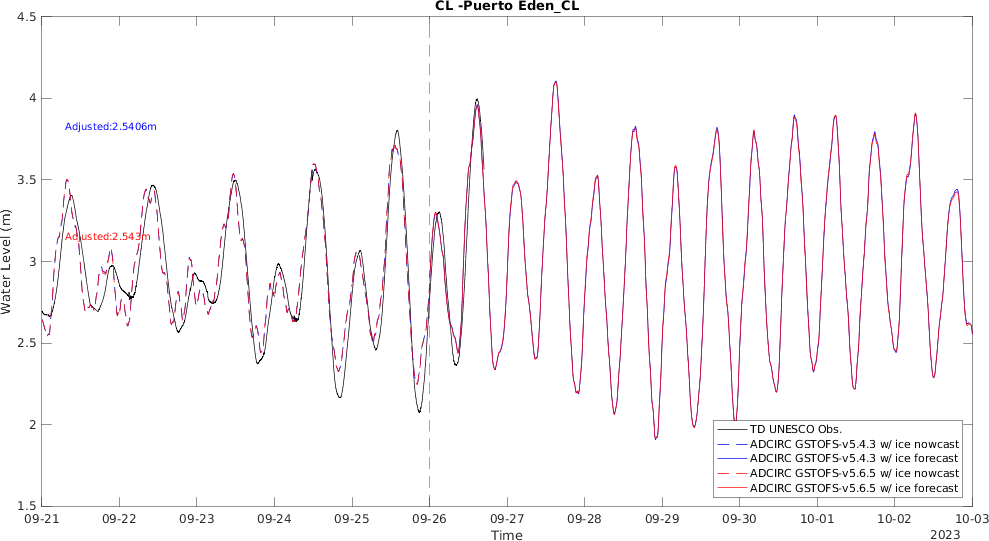 CL -Puerto Eden_CL
4.5
4
3.5
3
2.5
2
1.5
Water Level (m)
Adjusted:2.5406m
Adjusted:2.543m
TD UNESCO Obs.
ADCIRC GSTOFS-v5.4.3 w/ ice nowcast
ADCIRC GSTOFS-v5.4.3 w/ ice forecast
ADCIRC GSTOFS-v5.6.5 w/ ice nowcast
ADCIRC GSTOFS-v5.6.5 w/ ice forecast
09-21 09-22 09-23 09-24 09-25 09-26 09-27 09-28 09-29 09-30 10-01 10-02 10-03
Time
2023